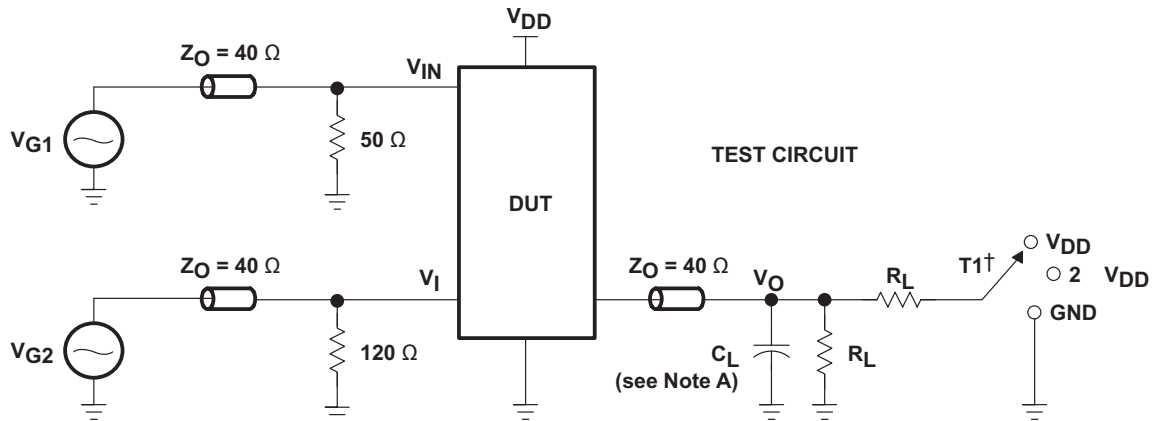 VDD
ZO = 40 Ω
VIN
VG1
50 Ω
TEST CIRCUIT
DUT
ZO = 40 Ω
VI
ZO = 40 Ω
VO
RL
T1†
VDD
2 VDD
GND
VG2
120 Ω
CL
(see Note A)
RL